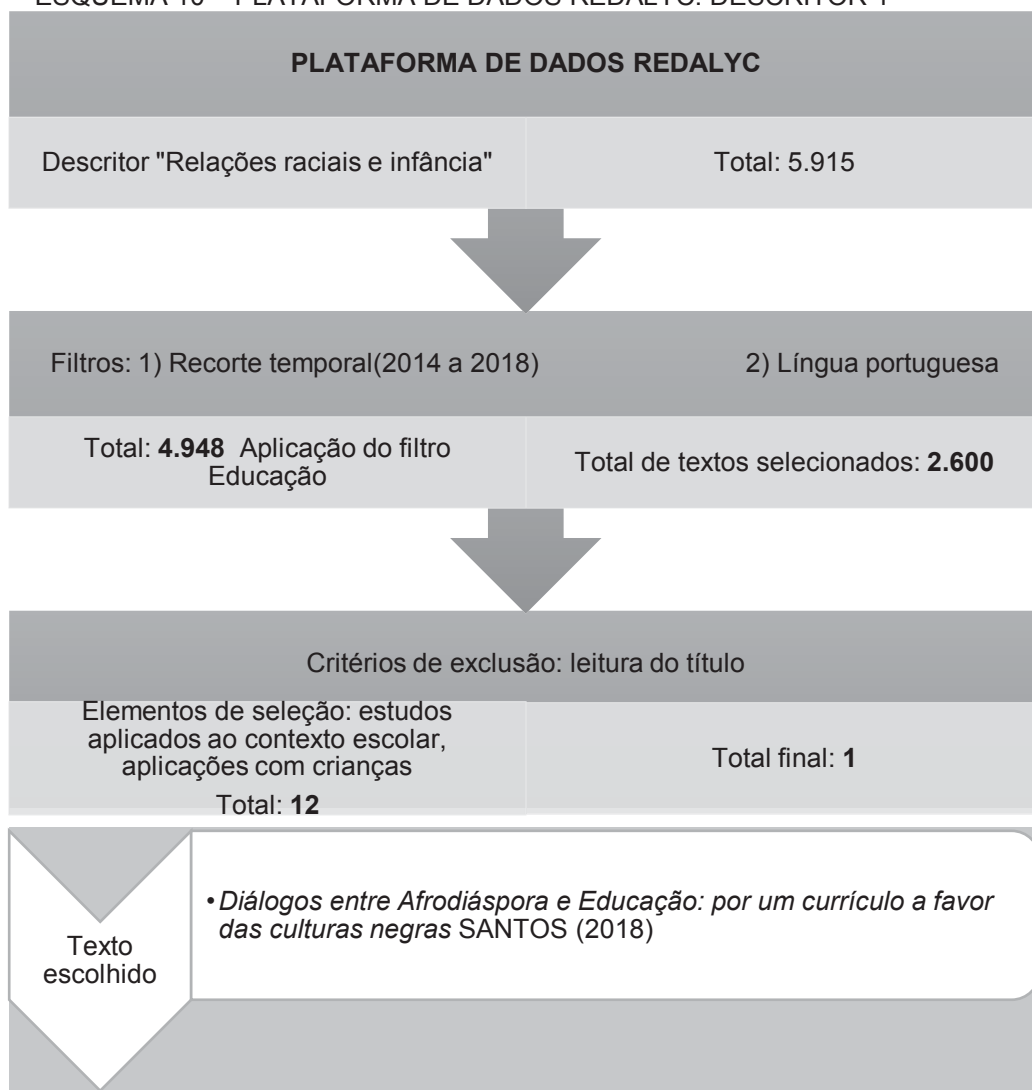 PLATAFORMA DE DADOS REDALYC
Descritor "Relações raciais e infância"
Total: 5.915
Filtros: 1) Recorte temporal(2014 a 2018)
2) Língua portuguesa
Total: 4.948 Aplicação do filtro
Educação
Total de textos selecionados: 2.600
Critérios de exclusão: leitura do título
Elementos de seleção: estudos
aplicados ao contexto escolar,
aplicações com crianças
Total: 12
Total final: 1
Texto
escolhido
•Diálogos entre Afrodiáspora e Educação: por um currículo a favor
das culturas negras SANTOS (2018)